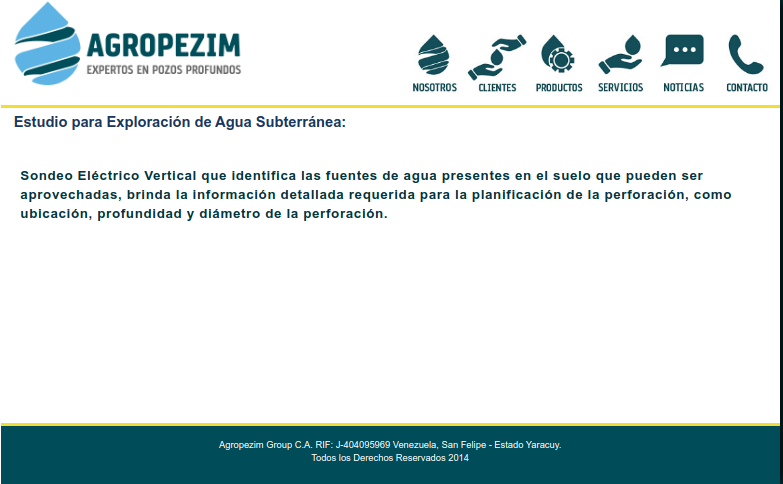 AGROPEZIM
EXPERTOS EN POZOS PROFUNDOS
NOSOTROS
CLIENTES
PRODUCTOS
SERVICIOS
NOTICIAS
CONTACTO
Estudio para Exploración de Agua Subterránea:
Sondeo Eléctrico Vertical que identifica las fuentes de agua presentes en el suelo que pueden ser
aprovechadas, brinda la información detallada requerida para la planificación de la perforación, como
ubicación, profundidad y diámetro de la perforación.
Agropezim Group C.A. RIF: J-404095969 Venezuela, San Felipe - Estado Yaracuy.
Todos los Derechos Reservados 2014